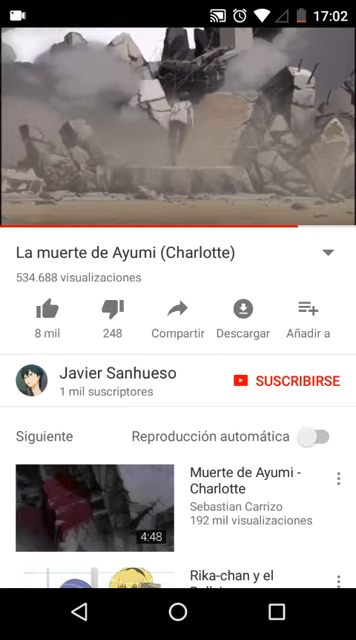 17:02
La muerte de Ayumi (Charlotte)
534.688 visualizaciones
8 mil
248
Compartir
Descargar
Añadir a
Javier Sanhueso
1 mil suscriptores
SUSCRIBIRSE
Siguiente
Reproducción automática
4:48
Muerte de Ayumi -
Charlotte
Sebastian Carrizo
192 mil visualizaciones
Rika-chan y el